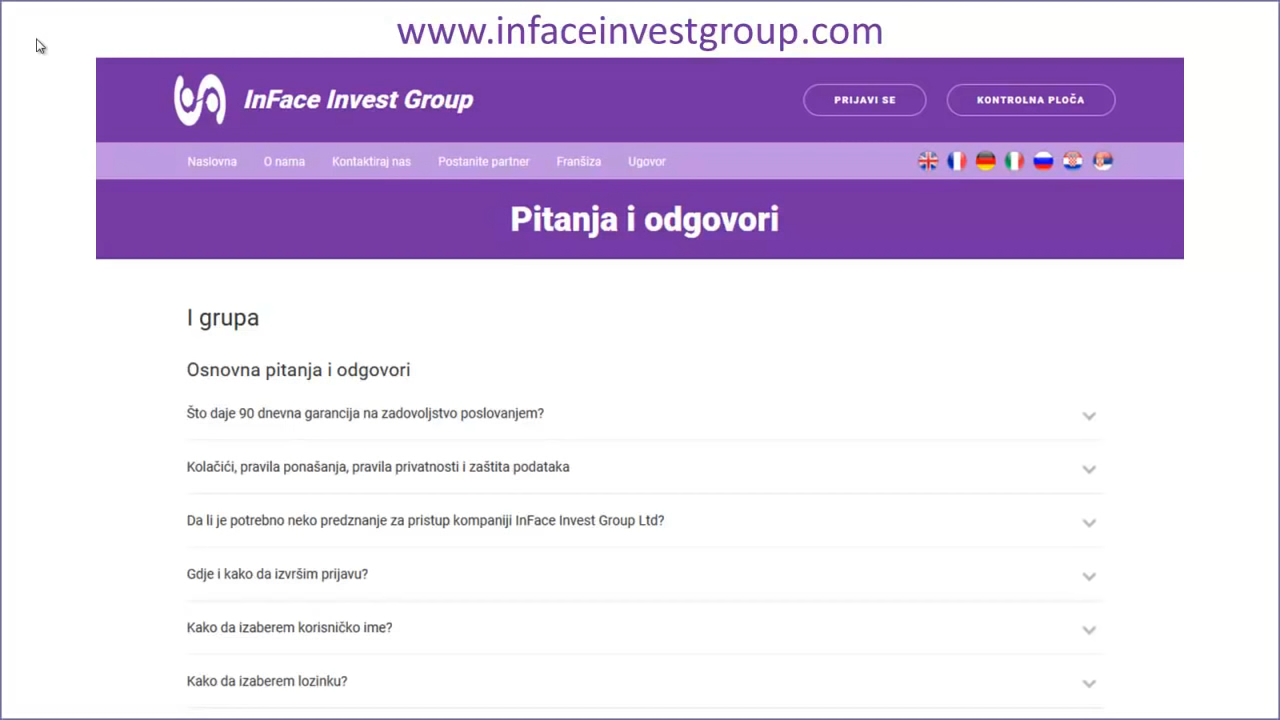 www.infaceinvestgroup.com
InFace Invest Group
PRIJAVI SE
KONTROLNA PLOČA
Naslovna O nama Kontaktiraj nas Postanite partner Franšiza Ugovor
Pitanja i odgovori
I grupa
Osnovna pitanja i odgovori
Što daje 90 dnevna garancija na zadovoljstvo poslovanjem?
Kolačići, pravila ponašanja, pravila privatnosti i zaštita podataka
Da li je potrebno neko predznanje za pristup kompaniji InFace Invest Group Ltd?
Gdje i kako da izvršim prijavu?
Kako da izaberem korisničko ime?
Kako da izaberem lozinku?